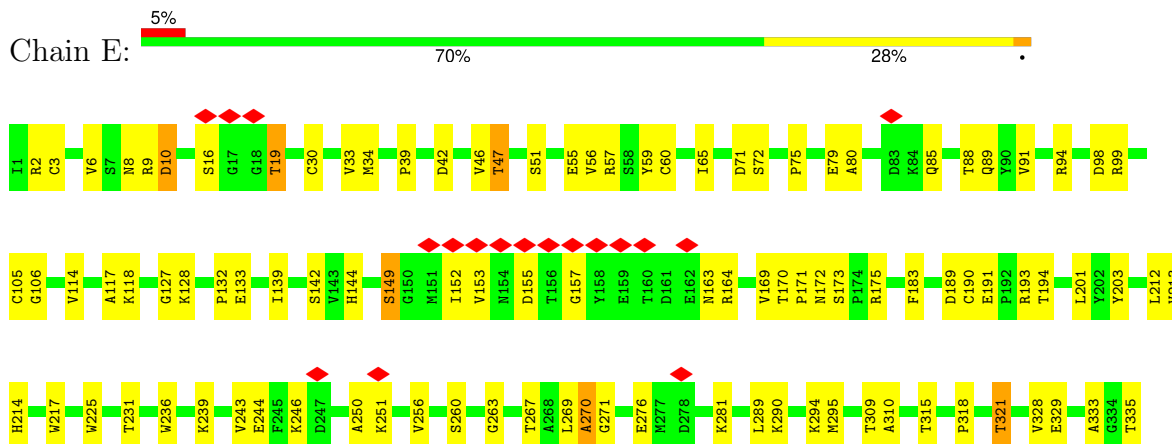 5%
Chain E:
70% 28% •
I1 R2 C3 V6 S7 N8 R9 D10 S16 G17 G18 T19 C30 V33 M34 P39 D42 V46 T47 S51 E55 V56 R57 S58 Y59 C60 I65 D71 S72 P75 E79 A80 D83 K84 Q85 T88 Q89 Y90 V91 R94 D98 R99
C105 G106 V114 A117 K118 G127 K128 P132 E133 I139 S142 V143 H144 S149 G150 M151 I152 V153 N154 D155 T156 G157 Y158 E159 T160 D161 E162 N163 R164 V169 T170 P171 N172 S173 P174 R175 F183 D189 C190 E191 P192 R193 T194 L201 Y202 Y203 L212
H214 W217 W225 T231 W236 K239 V243 E244 F245 K246 D247 A250 K251 V256 S260 G263 T267 A268 L269 A270 G271 E276 M277 D278 K281 L289 K290 K294 M295 T309 A310 T315 P318 T321 V328 E329 A333 G334 T335